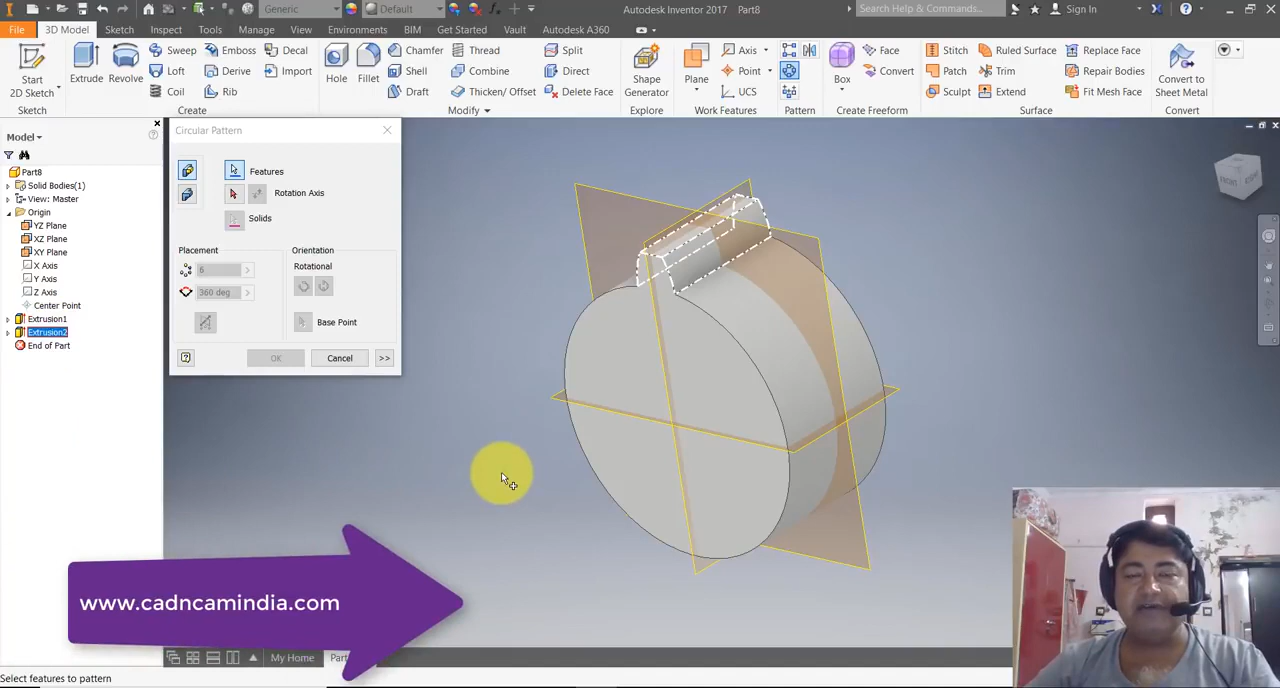 Generic
Default
Autodesk Inventor 2017 Part8
Search Help & Commands...
Sign In
File
3D Model
Sketch
Inspect
Tools
Manage
View
Environments
BIM
Get Started
Vault
Autodesk A360
Start
2D Sketch
Sketch
Extrude
Revolve
Sweep
Loft
Coil
Emboss
Derive
Rib
Decal
Import
Create
Hole
Fillet
Chamfer
Shell
Draft
Thread
Combine
Thicken/ Offset
Split
Direct
Delete Face
Modify
Shape
Generator
Explore
Plane
Axis
Point
UCS
Work Features
Pattern
Box
Face
Convert
Create Freeform
Stitch
Patch
Sculpt
Ruled Surface
Trim
Extend
Replace Face
Repair Bodies
Fit Mesh Face
Surface
Convert to
Sheet Metal
Convert
Model
Part8
Solid Bodies(1)
View: Master
Origin
YZ Plane
XZ Plane
XY Plane
X Axis
Y Axis
Z Axis
Center Point
Extrusion1
Extrusion2
End of Part
Circular Pattern
Features
Rotation Axis
Solids
Placement
6
360 deg
Orientation
Rotational
Base Point
OK
Cancel
>>
FRONT
RIGHT
www.cadncamindia.com
My Home
Part
Select features to pattern